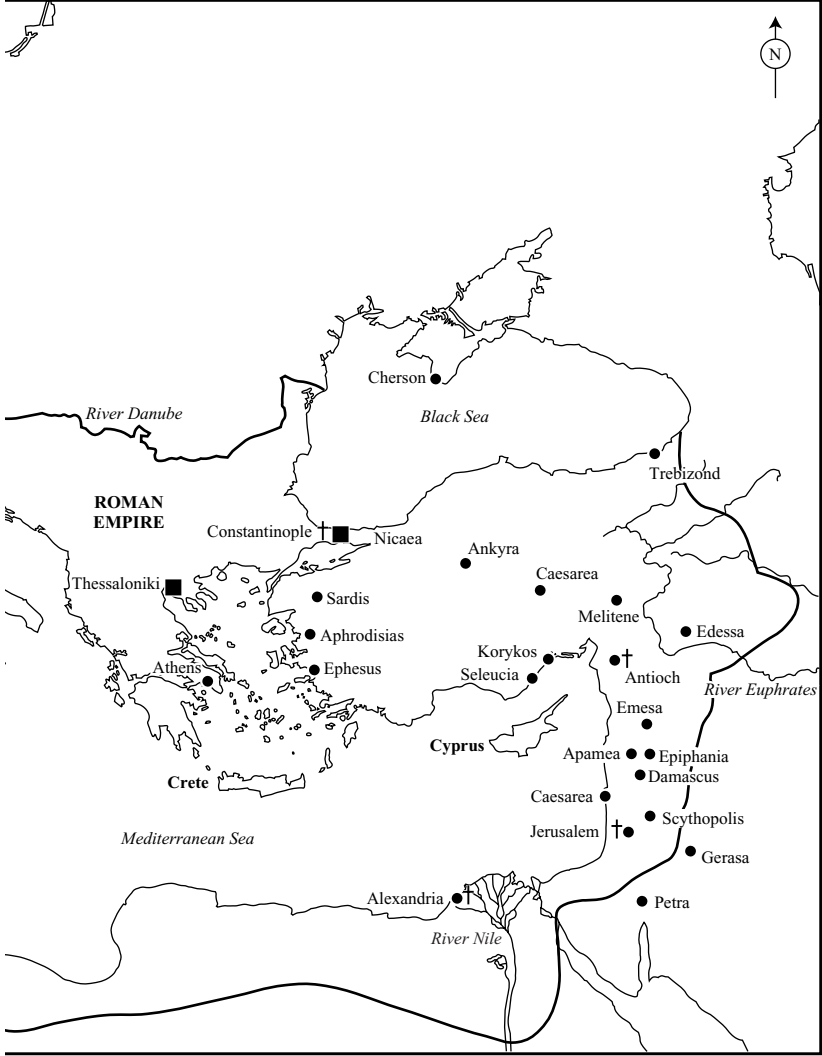 N
Cherson
River Danube
Black Sea
Trebizond
ROMAN
EMPIRE
Constantinople †
Nicaea
Ankyra
Thessaloniki
Caesarea
Sardis
Melitene
Aphrodisias
Edessa
Korykos
Athens
Ephesus
Seleucia
†
Antioch
River Euphrates
Emesa
Cyprus
Apamea
Epiphania
Damascus
Crete
Caesarea
Scythopolis
Jerusalem †
Mediterranean Sea
Gerasa
Alexandria †
Petra
River Nile